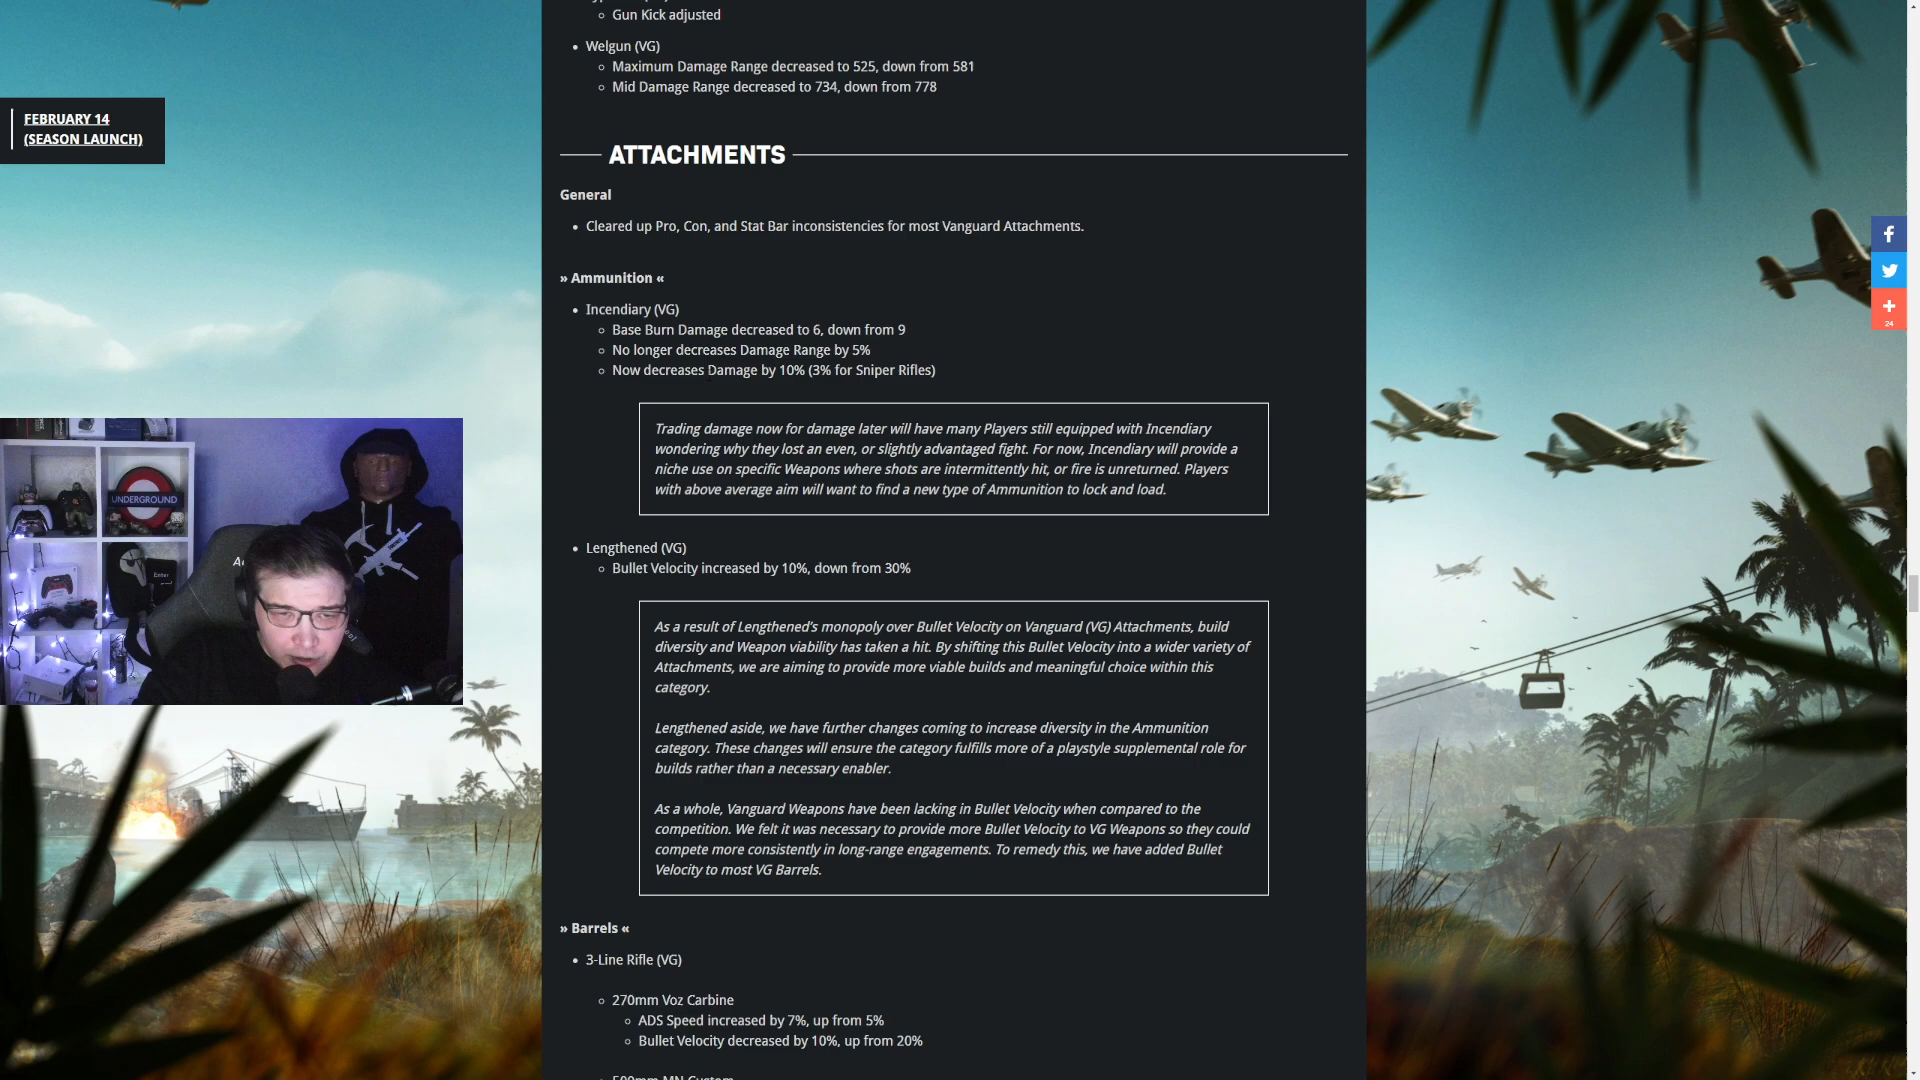 Gun Kick adjusted
Welgun (VG)
Maximum Damage Range decreased to 525, down from 581
Mid Damage Range decreased to 734, down from 778
FEBRUARY 14
(SEASON LAUNCH)
ATTACHMENTS
General
Cleared up Pro, Con, and Stat Bar inconsistencies for most Vanguard Attachments.
» Ammunition «
Incendiary (VG)
Base Burn Damage decreased to 6, down from 9
No longer decreases Damage Range by 5%
Now decreases Damage by 10% (3% for Sniper Rifles)
Trading damage now for damage later will have many Players still equipped with Incendiary
wondering why they lost an even, or slightly advantaged fight. For now, Incendiary will provide a
niche use on specific Weapons where shots are intermittently hit, or fire is unreturned. Players
with above average aim will want to find a new type of Ammunition to lock and load.
Lengthened (VG)
Bullet Velocity increased by 10%, down from 30%
As a result of Lengthened's monopoly over Bullet Velocity on Vanguard (VG) Attachments, build
diversity and Weapon viability has taken a hit. By shifting this Bullet Velocity into a wider variety of
Attachments, we are aiming to provide more viable builds and meaningful choice within this
category.
Lengthened aside, we have further changes coming to increase diversity in the Ammunition
category. These changes will ensure the category fulfills more of a playstyle supplemental role for
builds rather than a necessary enabler.
As a whole, Vanguard Weapons have been lacking in Bullet Velocity when compared to the
competition. We felt it was necessary to provide more Bullet Velocity to VG Weapons so they could
compete more consistently in long-range engagements. To remedy this, we have added Bullet
Velocity to most VG Barrels.
» Barrels «
3-Line Rifle (VG)
270mm Voz Carbine
ADS Speed increased by 7%, up from 5%
Bullet Velocity decreased by 10%, up from 20%
500mm MN Custom
UNDERGROUND
Enter
24